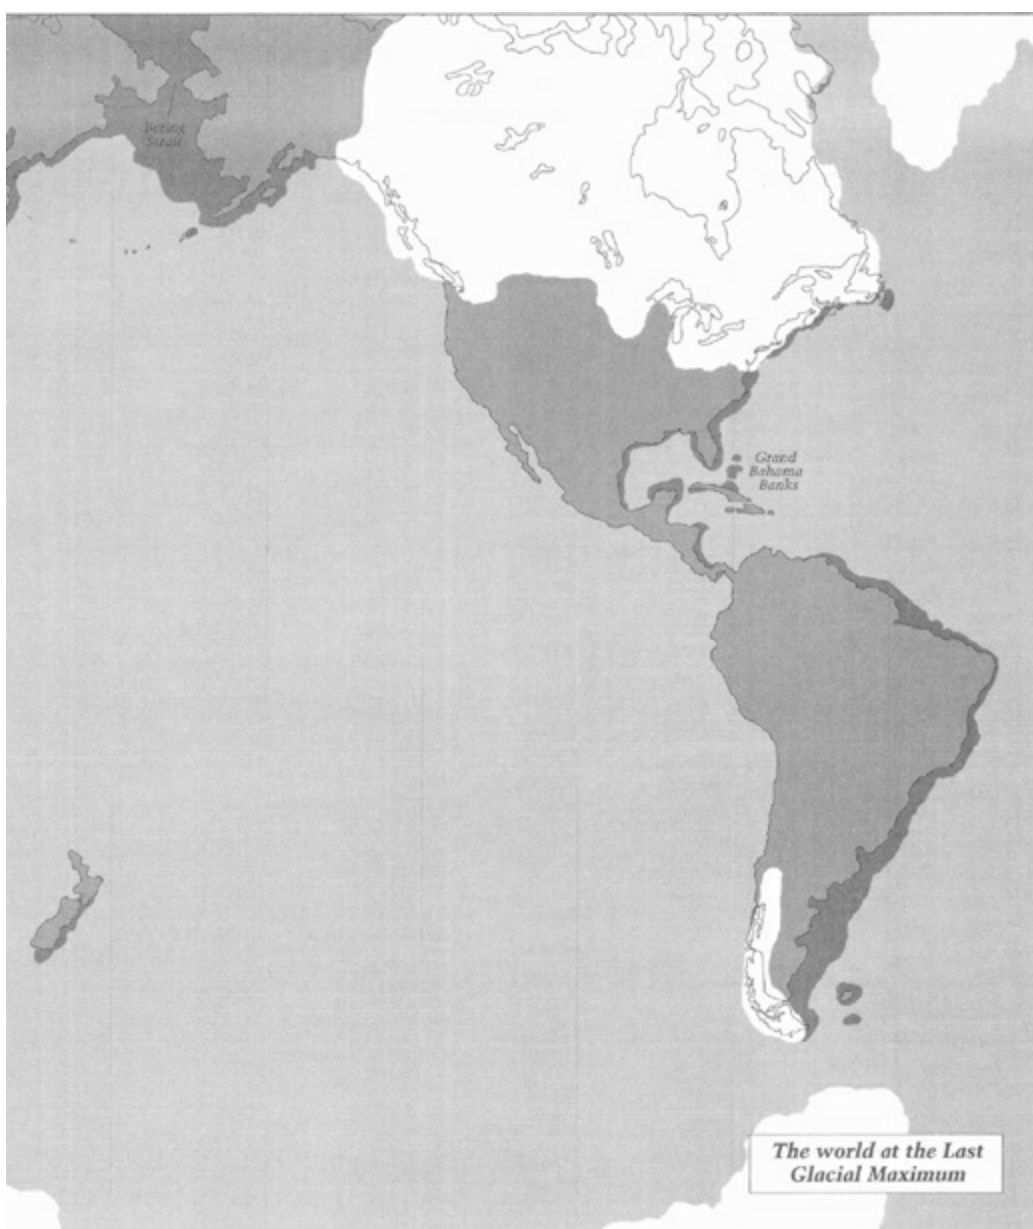 Bering
Strait
Grand
Bahama
Banks
The world at the Last
Glacial Maximum